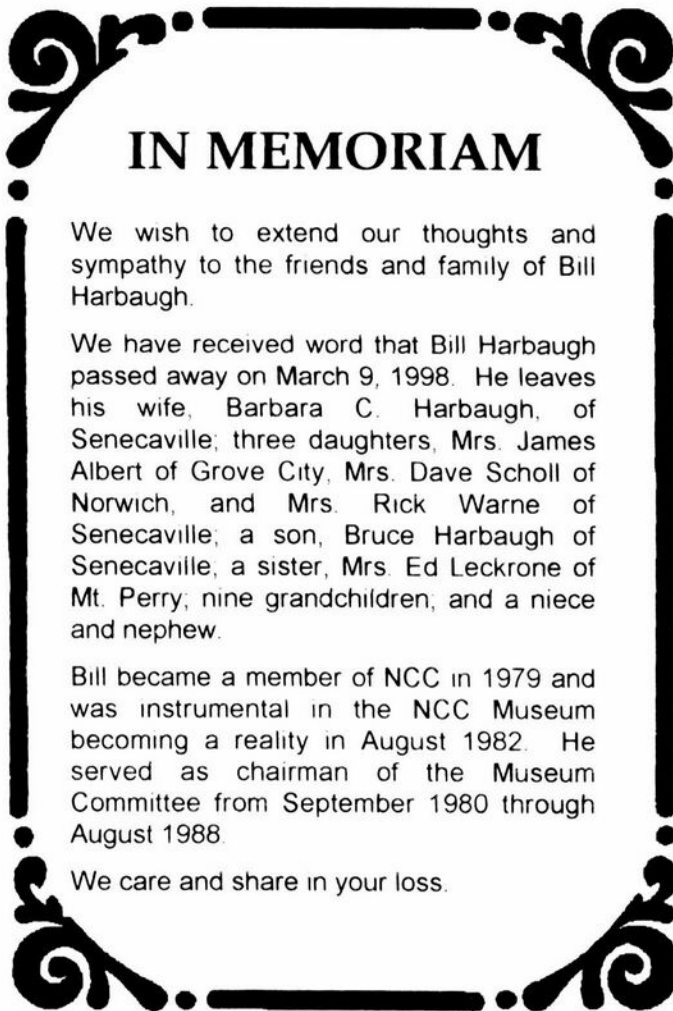 IN MEMORIAM
We wish to extend our thoughts and
sympathy to the friends and family of Bill
Harbaugh.
We have received word that Bill Harbaugh
passed away on March 9, 1998. He leaves
his wife, Barbara C. Harbaugh, of
Senecaville; three daughters, Mrs. James
Albert of Grove City, Mrs. Dave Scholl of
Norwich, and Mrs. Rick Warne of
Senecaville; a son, Bruce Harbaugh of
Senecaville; a sister, Mrs. Ed Leckrone of
Mt. Perry; nine grandchildren; and a niece
and nephew.
Bill became a member of NCC in 1979 and
was instrumental in the NCC Museum
becoming a reality in August 1982. He
served as chairman of the Museum
Committee from September 1980 through
August 1988.
We care and share in your loss.